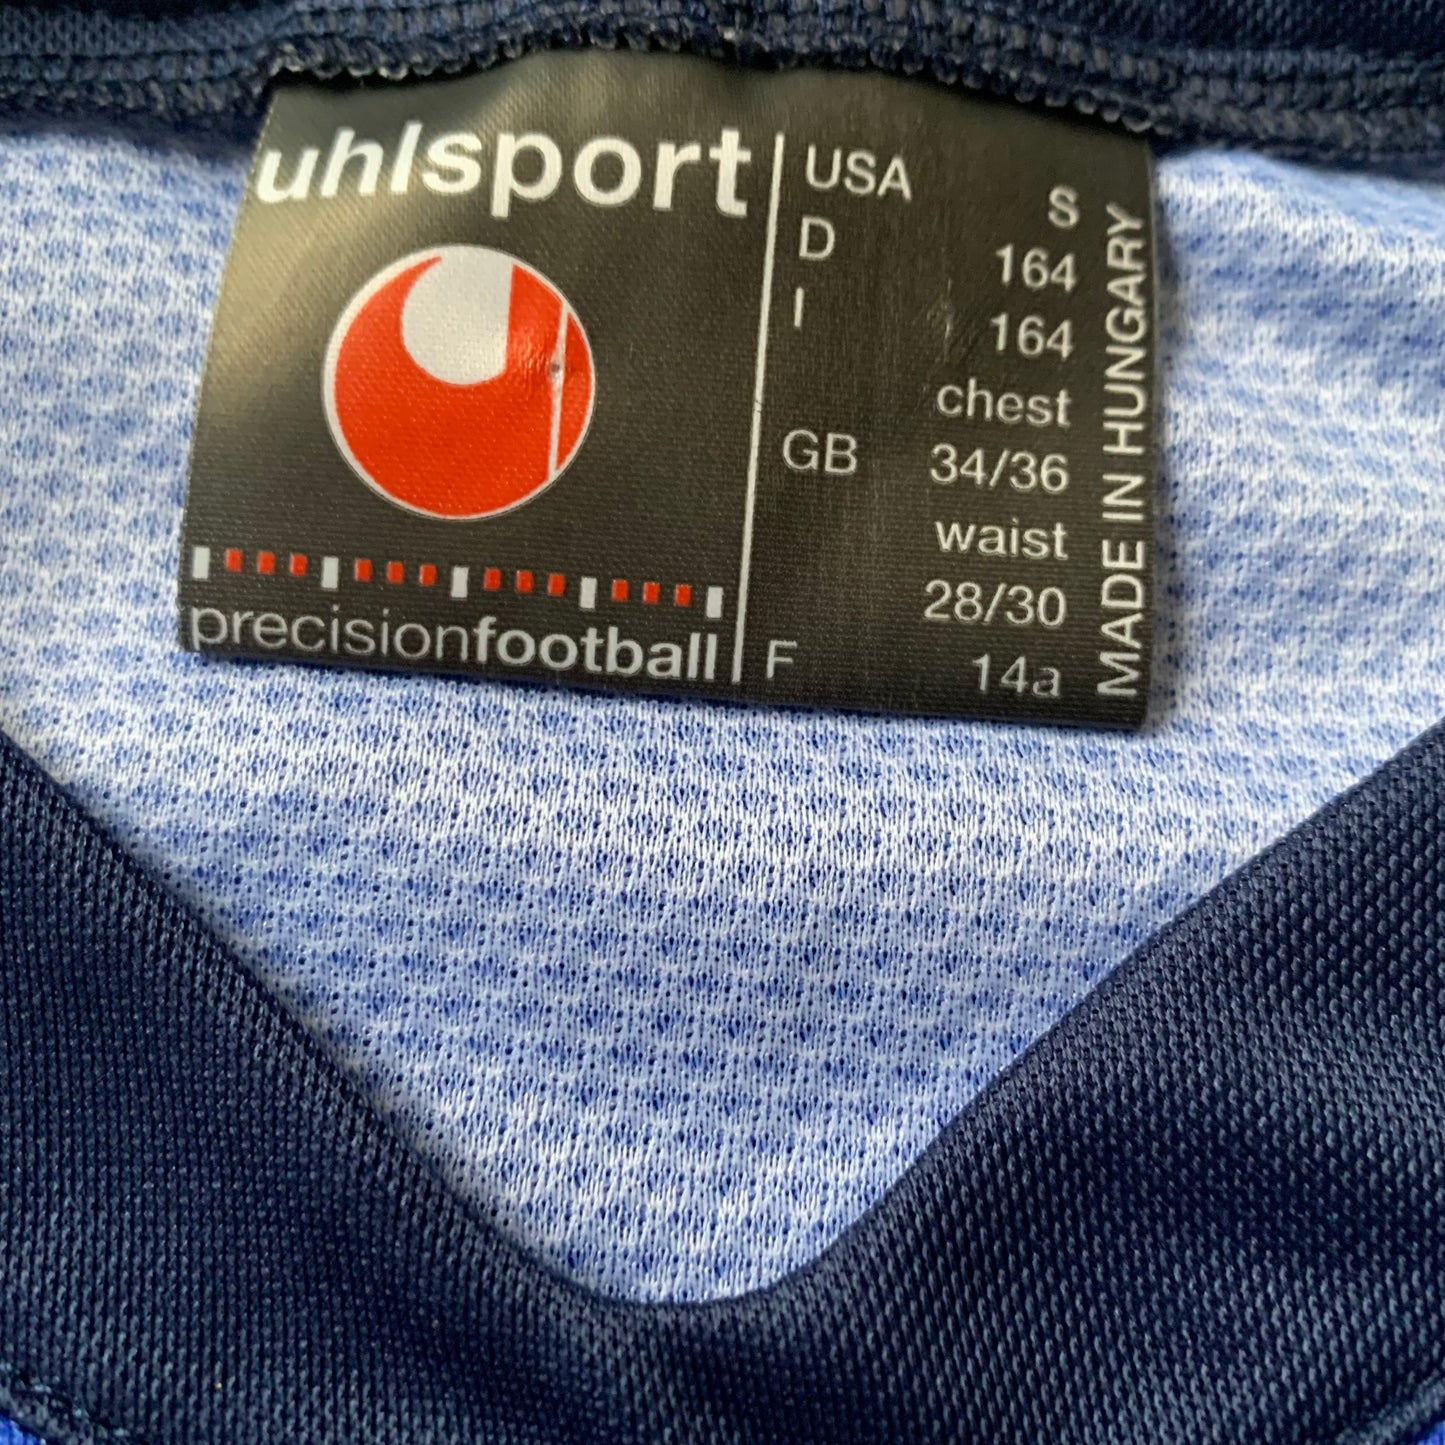 uhlsport
precisionfootball
USA S
D 164
I 164
chest
GB 34/36
waist
28/30
F 14a
MADE IN HUNGARY